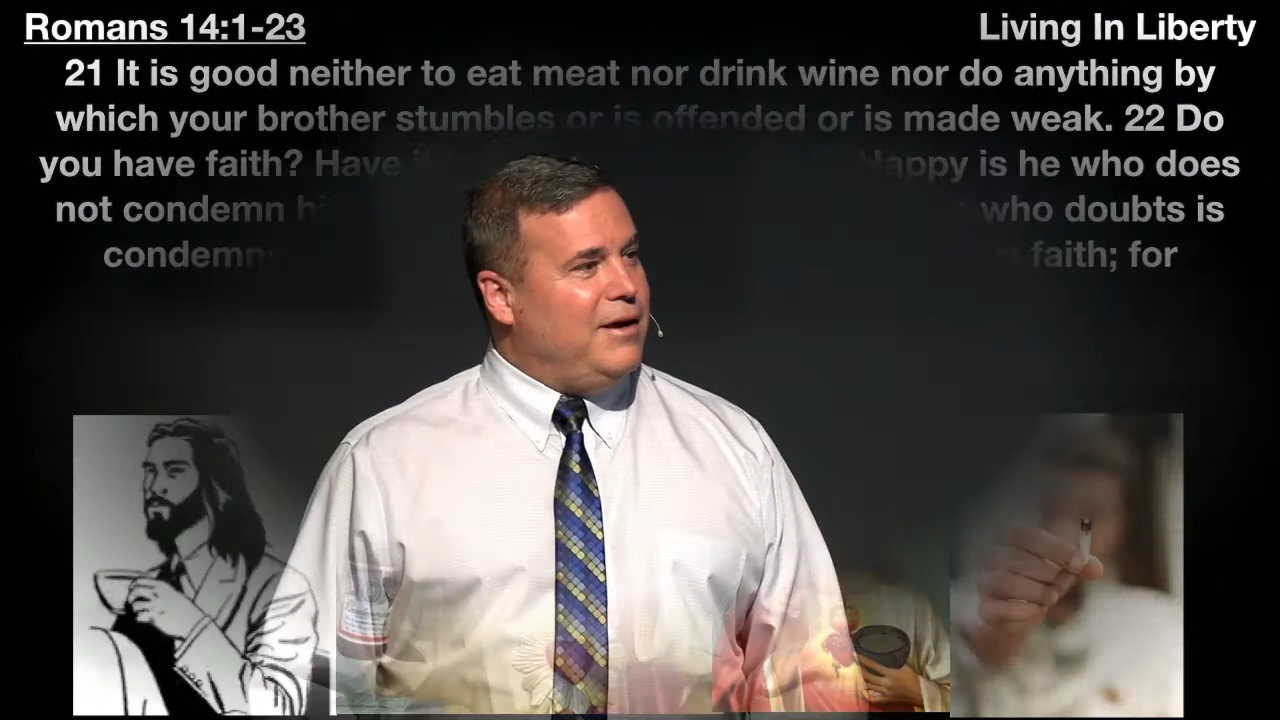 Romans 14:1-23
Living In Liberty
21 It is good neither to eat meat nor drink wine nor do anything by
which your brother stumbles or is offended or is made weak. 22 Do
you have faith? Have Happy is he who does
not condemn who doubts is
faith; for